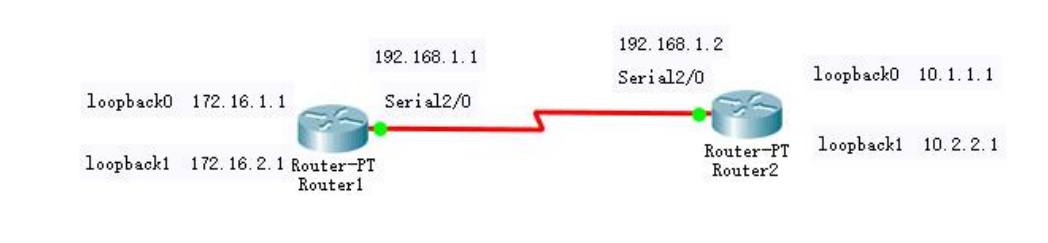 192.168.1.1
Serial2/0
loopback0 172.16.1.1
loopback1 172.16.2.1
Router-PT
Router1
192.168.1.2
Serial2/0
loopback0 10.1.1.1
loopback1 10.2.2.1
Router-PT
Router2